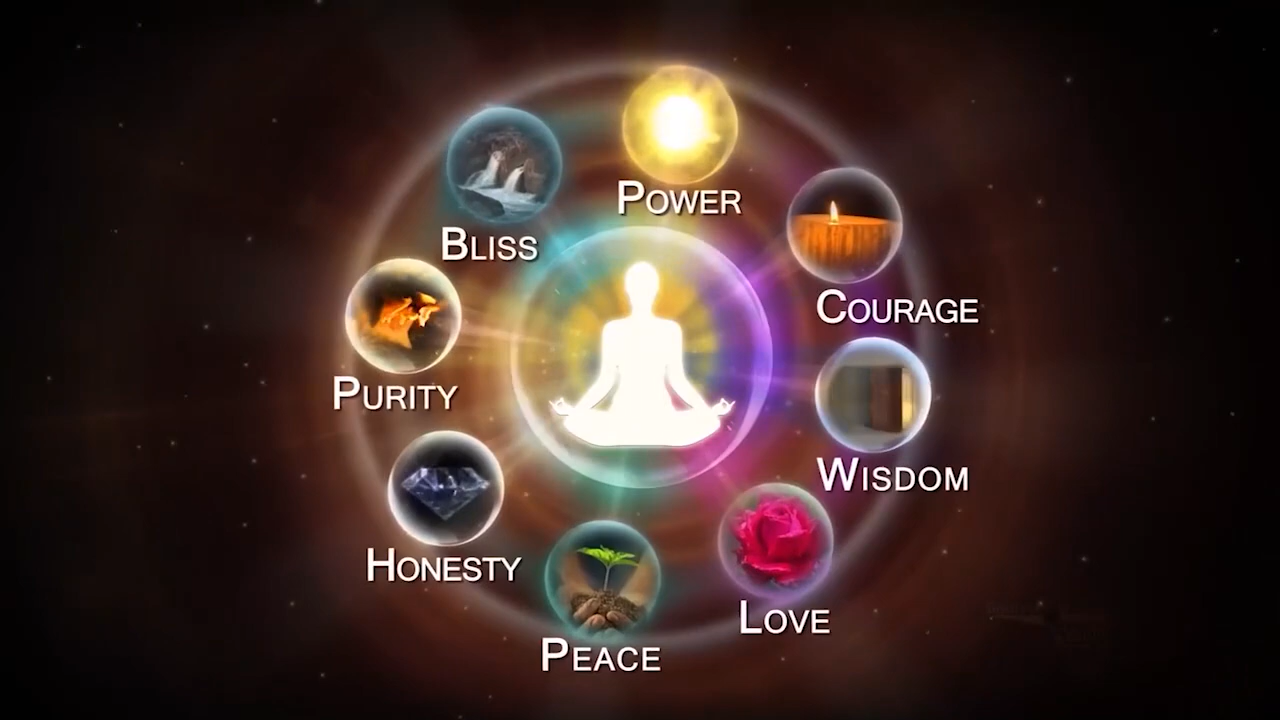 POWER
BLISS
COURAGE
PURITY
WISDOM
HONESTY
LOVE
PEACE